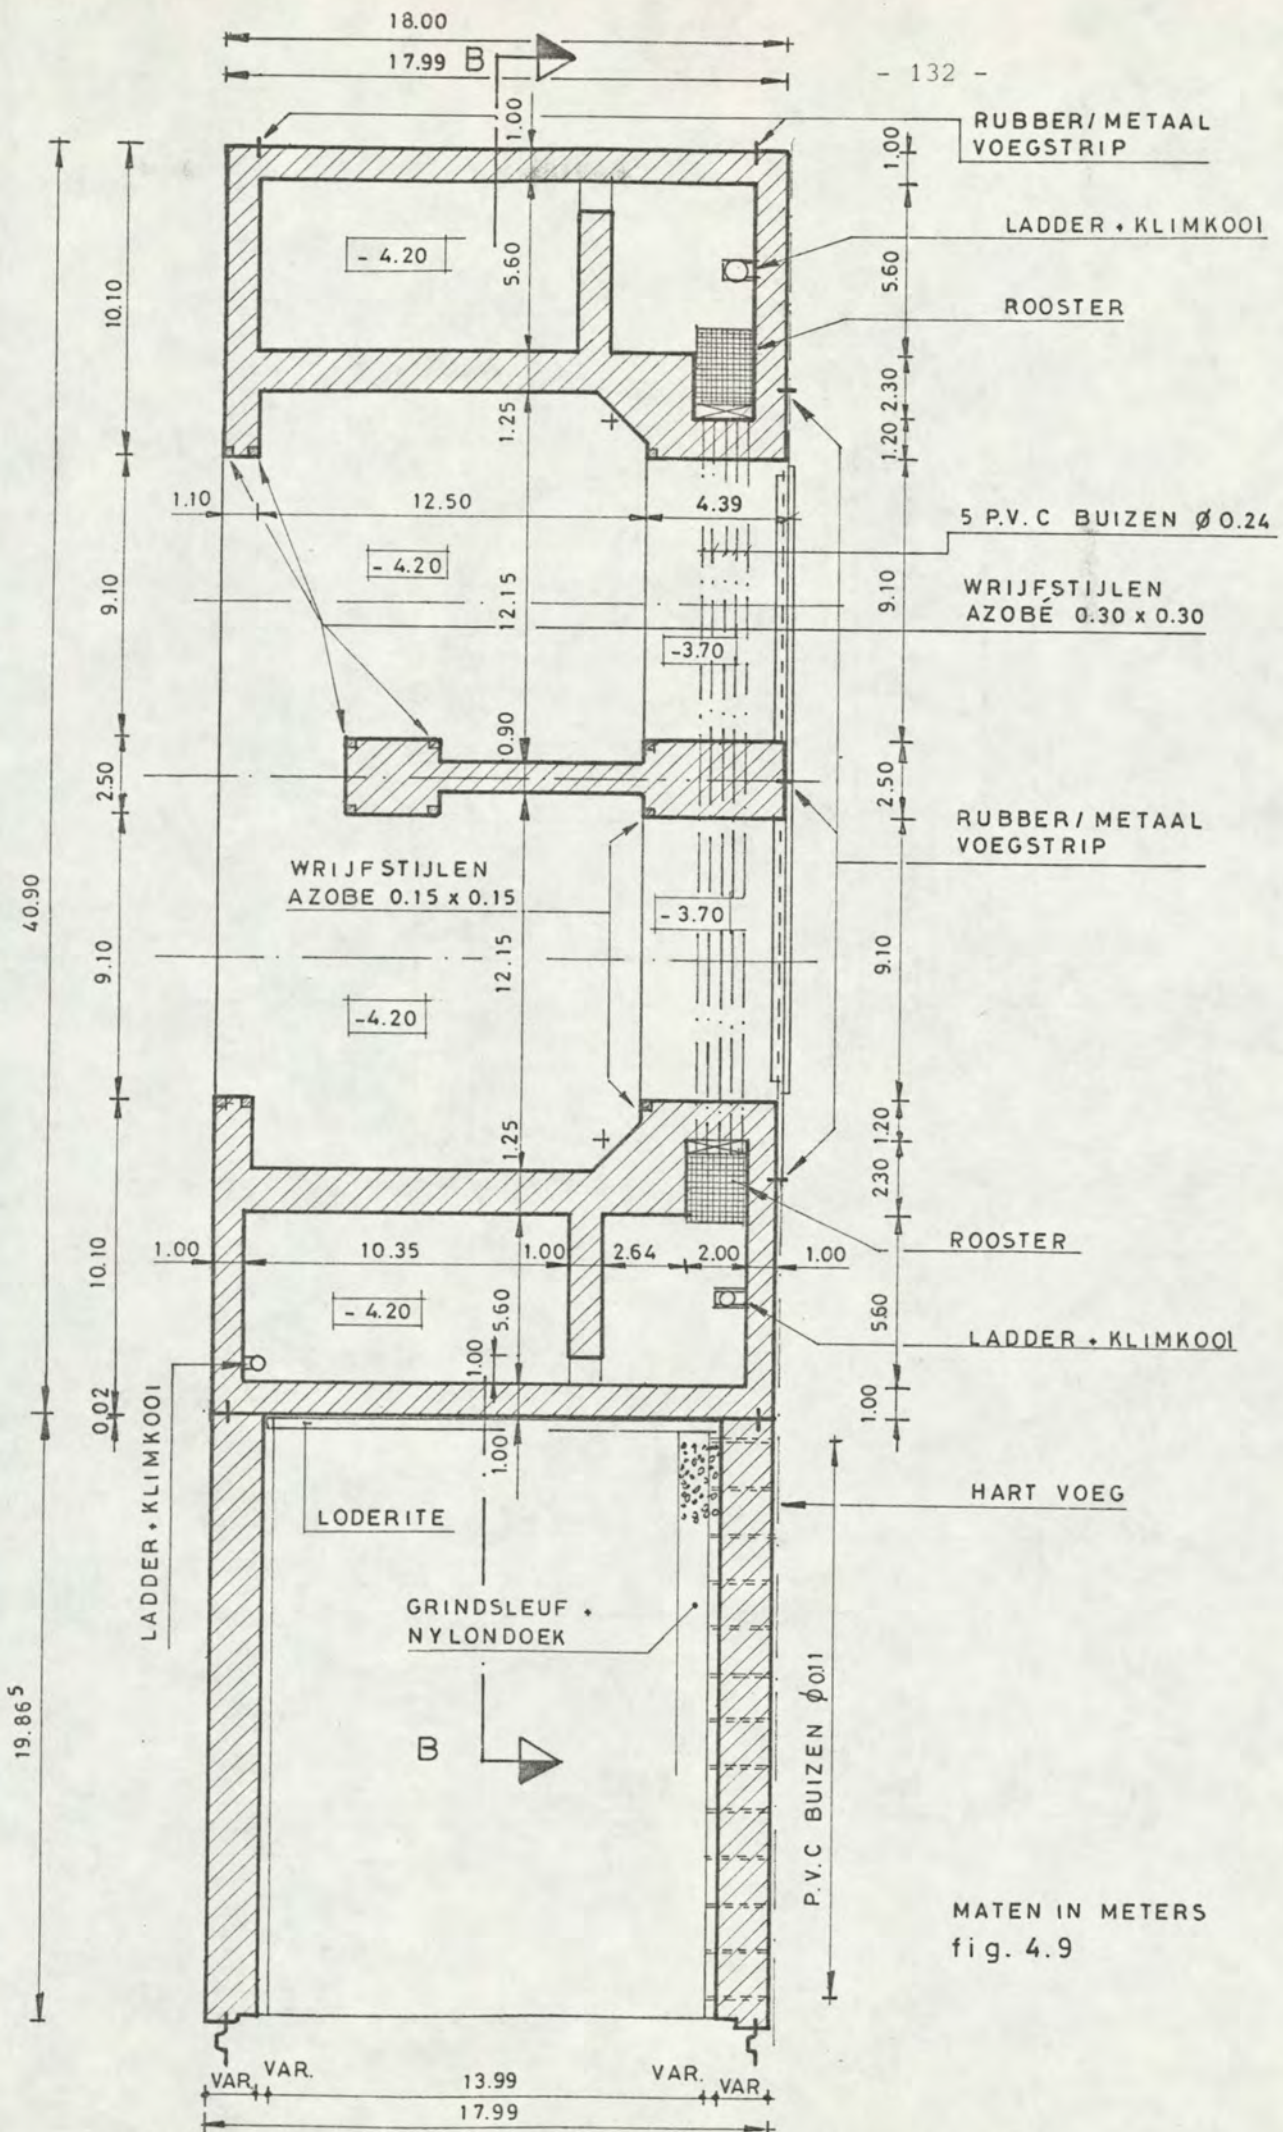 18.00
17.99 B
- 132 -
RUBBER/METAAL
VOEGSTRIP
1.00
1.00
LADDER + KLIMKOOI
- 4.20
5.60
5.60
10.10
ROOSTER
2.30
1.25
1.20
1.10
12.50
4.39
5 P.V.C BUIZEN Ø 0.24
- 4.20
9.10
12.15
9.10
WRIJFSTIJLEN
AZOBÉ 0.30 x 0.30
-3.70
0.90
2.50
2.50
RUBBER/METAAL
VOEGSTRIP
WRIJFSTIJLEN
AZOBE 0.15 x 0.15
- 3.70
40.90
9.10
12.15
9.10
-4.20
1.25
1.20
2.30
ROOSTER
1.00
10.35
1.00
2.64
2.00
1.00
10.10
- 4.20
5.60
5.60
1.00
LADDER + KLIMKOOI
0.02
1.00
1.00
LADDER + KLIMKOOI
LODERITE
HART VOEG
GRINDSLEUF +
NYLONDOEK
19.86⁵
B
P.V.C BUIZEN Ø 0.11
MATEN IN METERS
fig. 4.9
VAR.
VAR.
13.99
VAR.
VAR
17.99